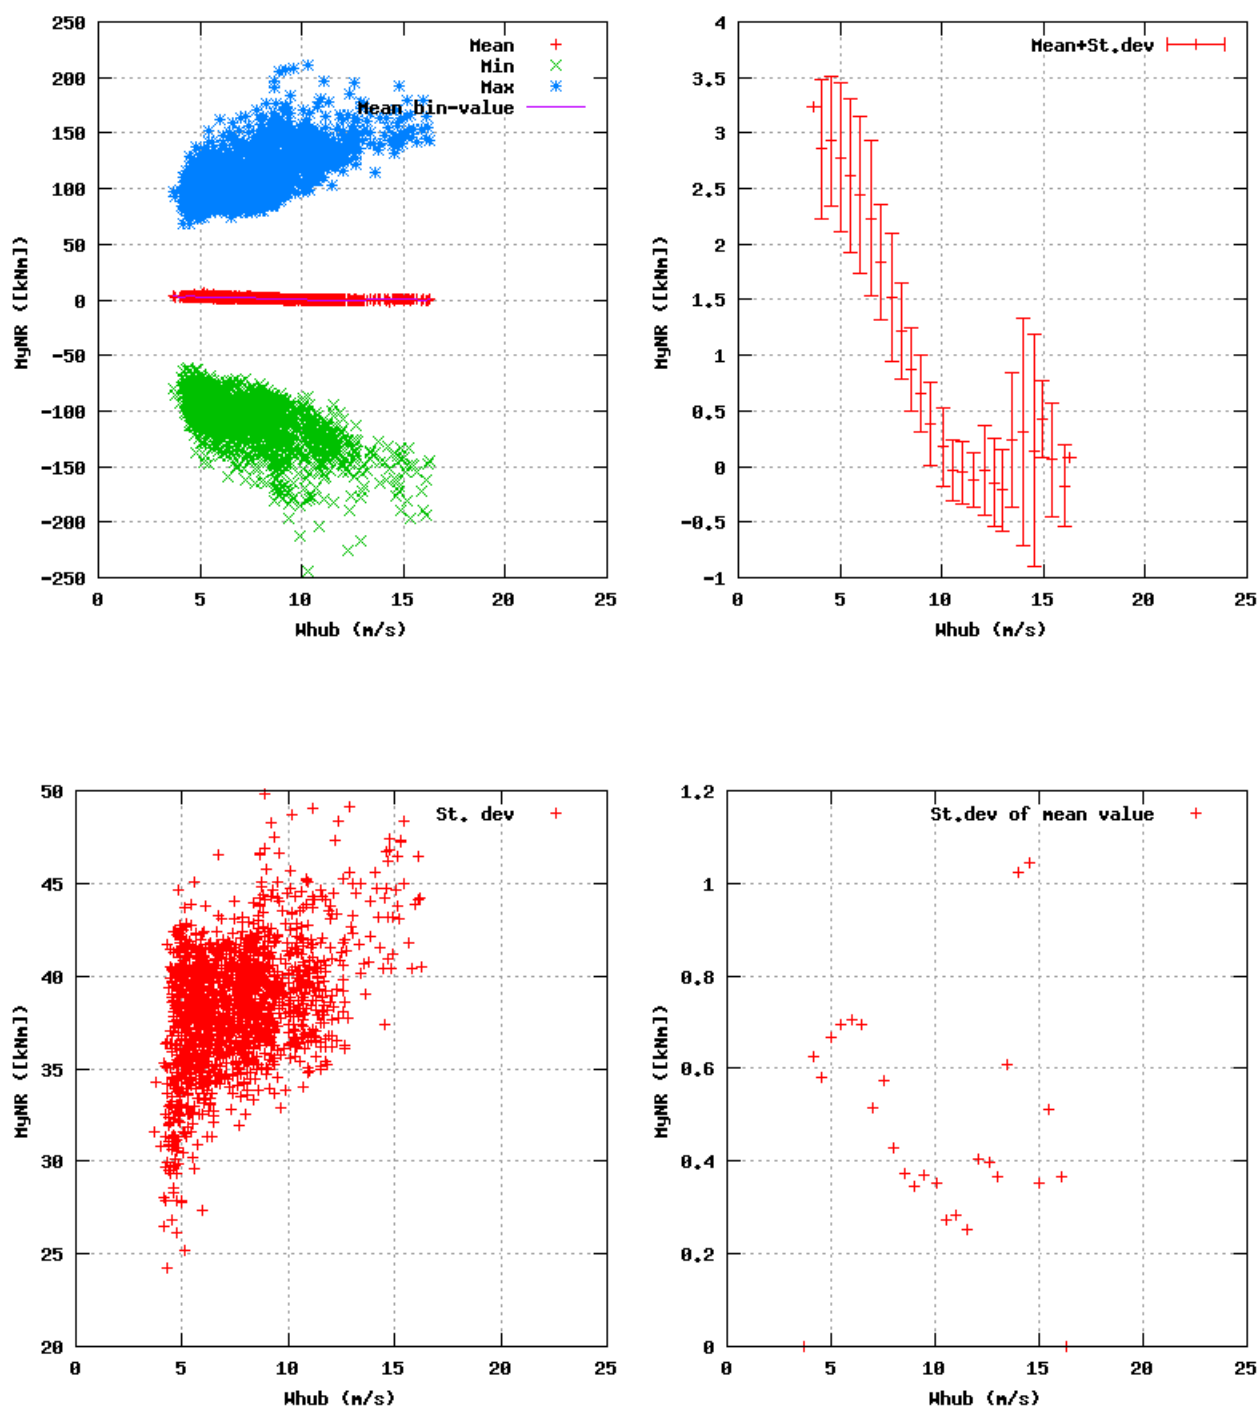 250
200
150
100
50
0
-50
-100
-150
-200
-250
0 5 10 15 20 25
MyNR ([kNm])
Whub (m/s)
Mean
Min
Max
Mean bin-value
4
3.5
3
2.5
2
1.5
1
0.5
0
-0.5
-1
0 5 10 15 20 25
MyNR ([kNm])
Whub (m/s)
Mean+St.dev
50
45
40
35
30
25
20
0 5 10 15 20 25
MyNR ([kNm])
Whub (m/s)
St. dev
1.2
1
0.8
0.6
0.4
0.2
0
0 5 10 15 20 25
MyNR ([kNm])
Whub (m/s)
St.dev of mean value